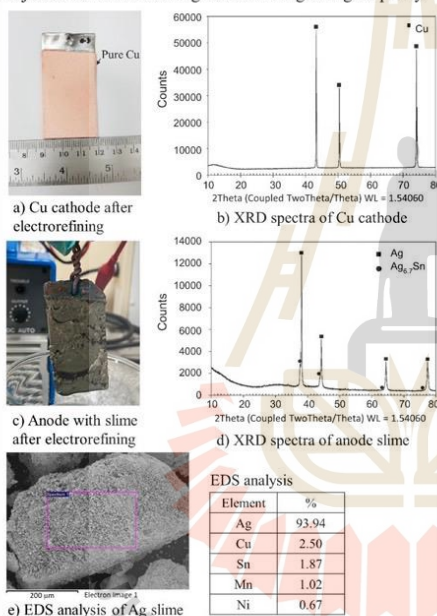 Pure Cu
a) Cu cathode after
electrorefining
Counts
60000
50000
40000
30000
20000
10000
0
Cu
10 20 30 40 50 60 70 80
2Theta (Coupled TwoTheta/Theta) WL = 1.54060
b) XRD spectra of Cu cathode
c) Anode with slime
after electrorefining
Counts
14000
12000
10000
8000
6000
4000
2000
0
Ag
Ag6.7Sn
10 20 30 40 50 60 70 80
2Theta (Coupled TwoTheta/Theta) WL = 1.54060
d) XRD spectra of anode slime
200 μm Electron Image 1
e) EDS analysis of Ag slime
EDS analysis
Element %
Ag 93.94
Cu 2.50
Sn 1.87
Mn 1.02
Ni 0.67